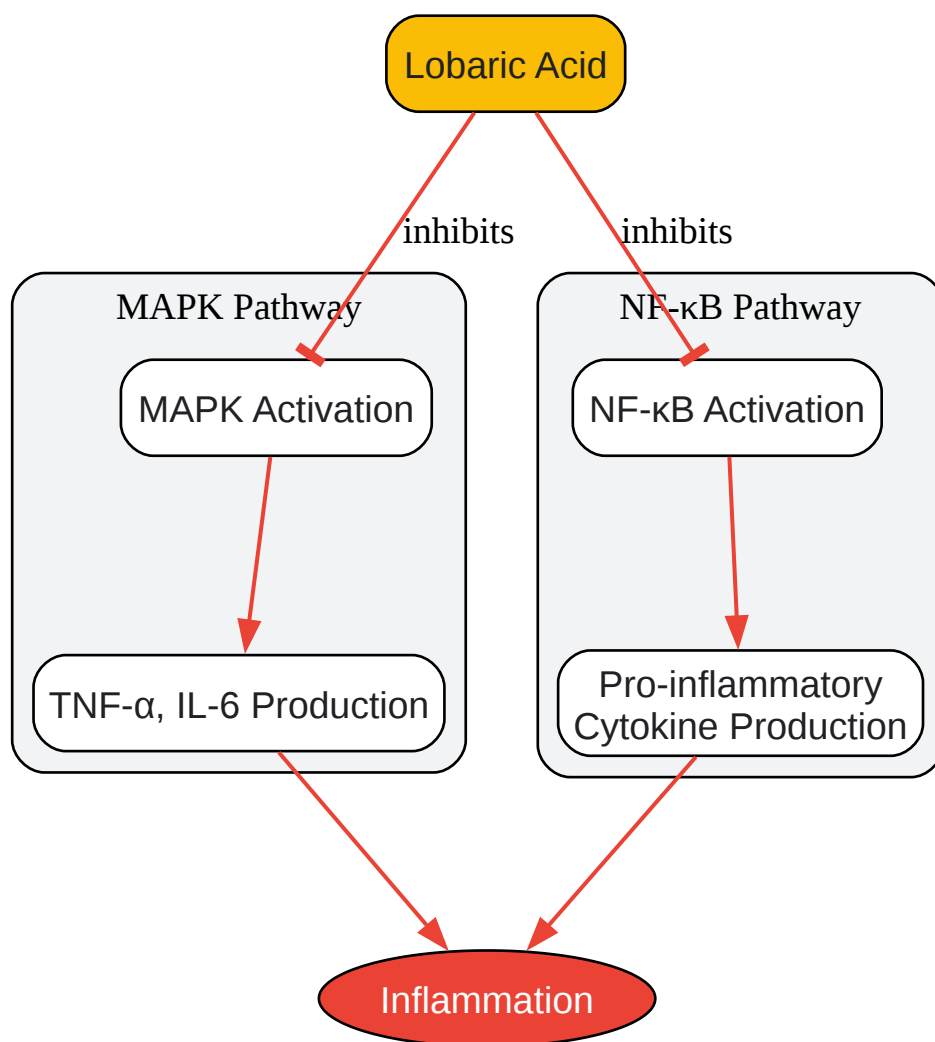 Lobaric Acid
inhibits
inhibits
MAPK Pathway
NF-κB Pathway
MAPK Activation
NF-κB Activation
TNF-α, IL-6 Production
Pro-inflammatory
Cytokine Production
Inflammation